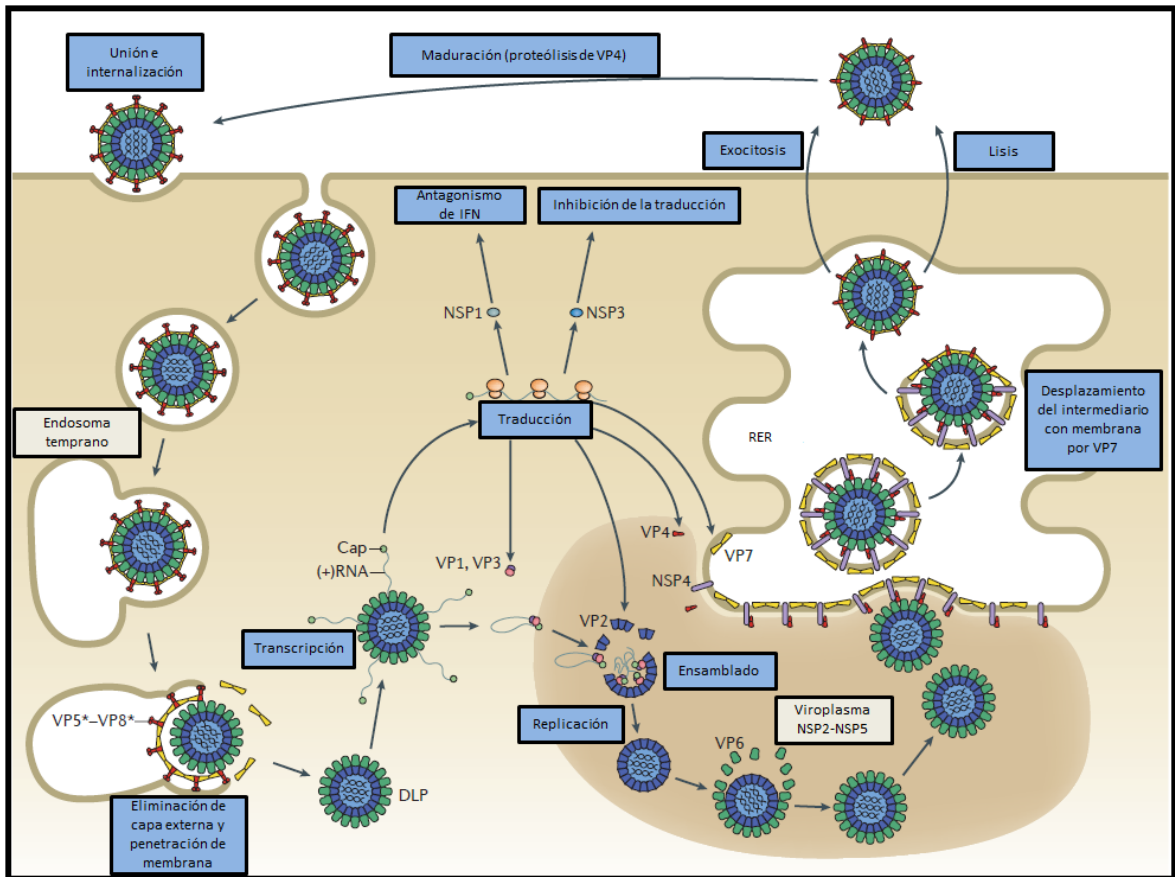 Unión e
internalización
Maduración (proteólisis de VP4)
Exocitosis
Lisis
Antagonismo
de IFN
Inhibición de la traducción
NSP1
NSP3
Traducción
Endosoma
temprano
RER
Desplazamiento
del intermediario
con membrana
por VP7
Cap
(+)RNA
VP1, VP3
VP4
VP7
NSP4
Transcripción
VP2
Ensamblado
Replicación
Viroplasma
NSP2-NSP5
VP6
VP5*–VP8*
DLP
Eliminación de
capa externa y
penetración de
membrana